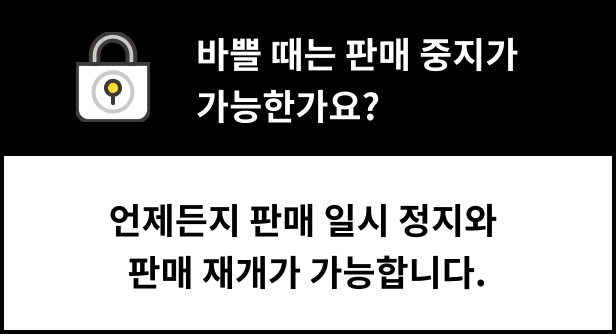 바쁠 때는 판매 중지가
가능한가요?
언제든지 판매 일시 정지와
판매 재개가 가능합니다.